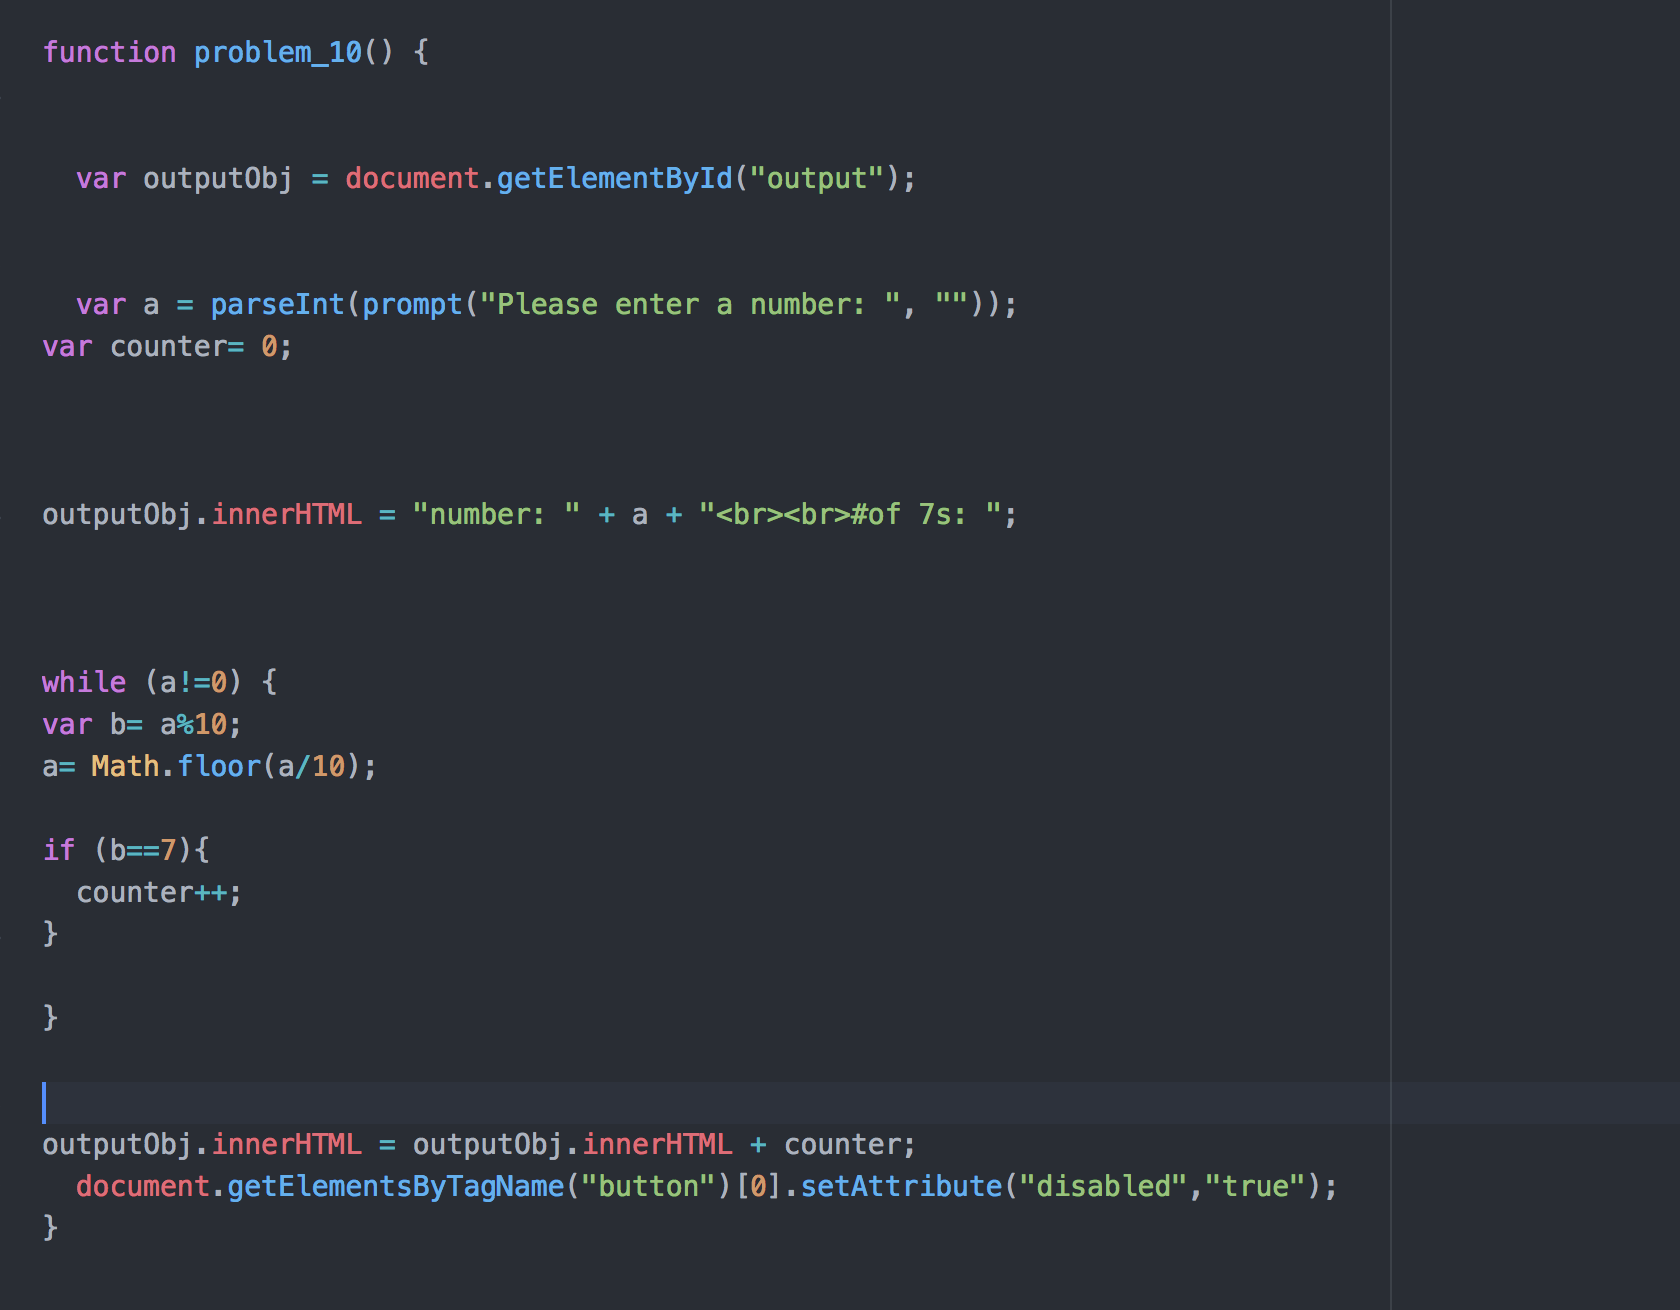 function problem_10() {
var outputObj = document.getElementById("output");
var a = parseInt(prompt("Please enter a number: ", ""));
var counter= 0;
outputObj.innerHTML = "number: " + a + "<br><br>#of 7s: ";
while (a!=0) {
var b= a%10;
a= Math.floor(a/10);
if (b==7){
counter++;
}
}
outputObj.innerHTML = outputObj.innerHTML + counter;
document.getElementsByTagName("button")[0].setAttribute("disabled","true");
}